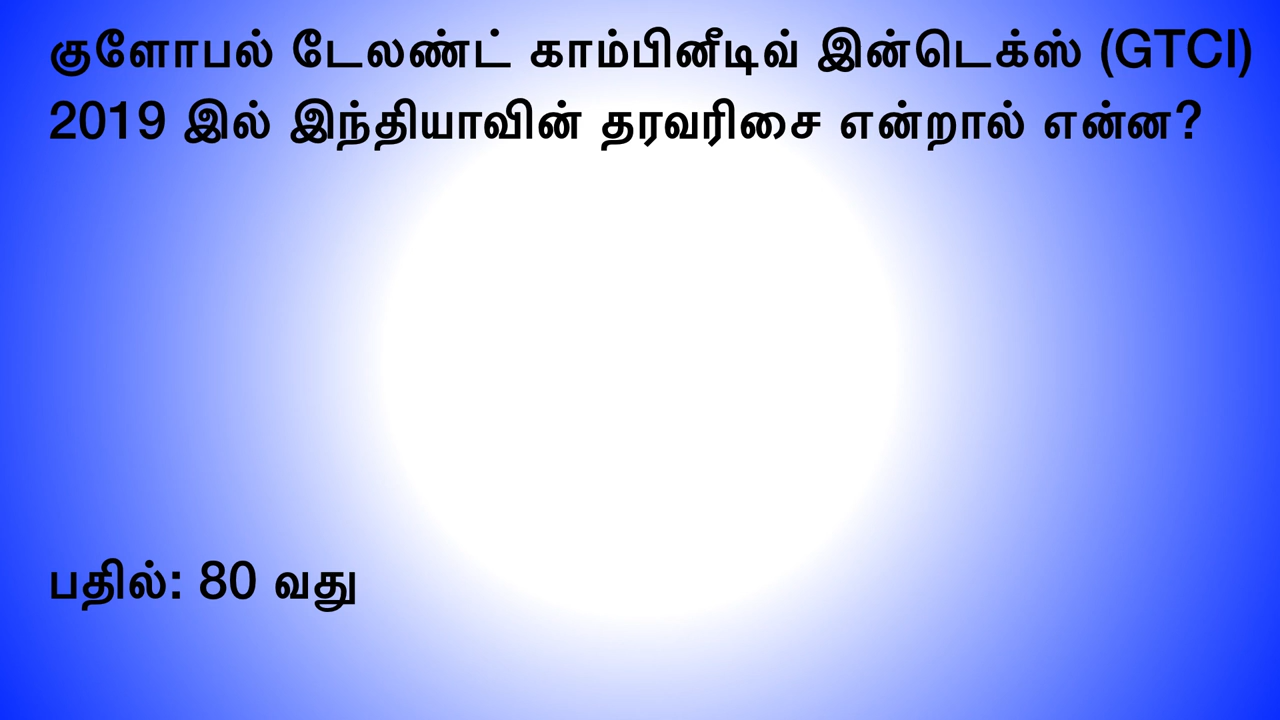 குளோபல் டேலண்ட் காம்பினீடிவ் இன்டெக்ஸ் (GTCI)
2019 இல் இந்தியாவின் தரவரிசை என்றால் என்ன?
பதில்: 80 வது